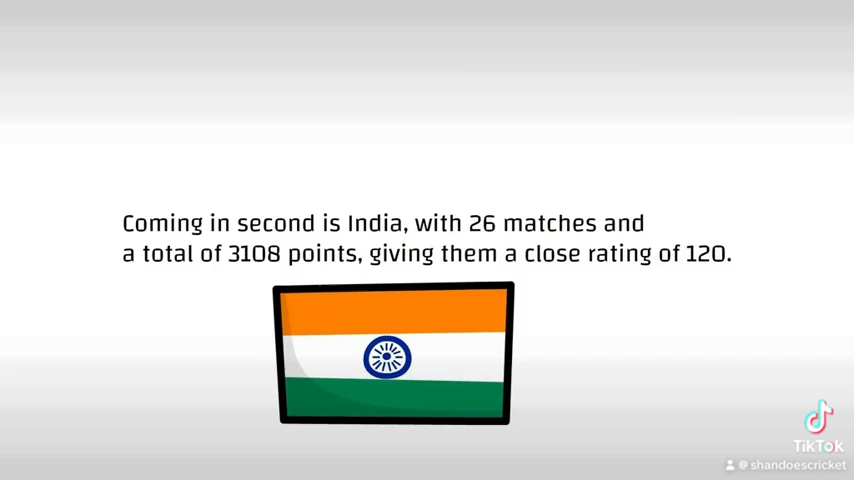 Coming in second is India, with 26 matches and
a total of 3108 points, giving them a close rating of 120.
TikTok
@shandoescricket